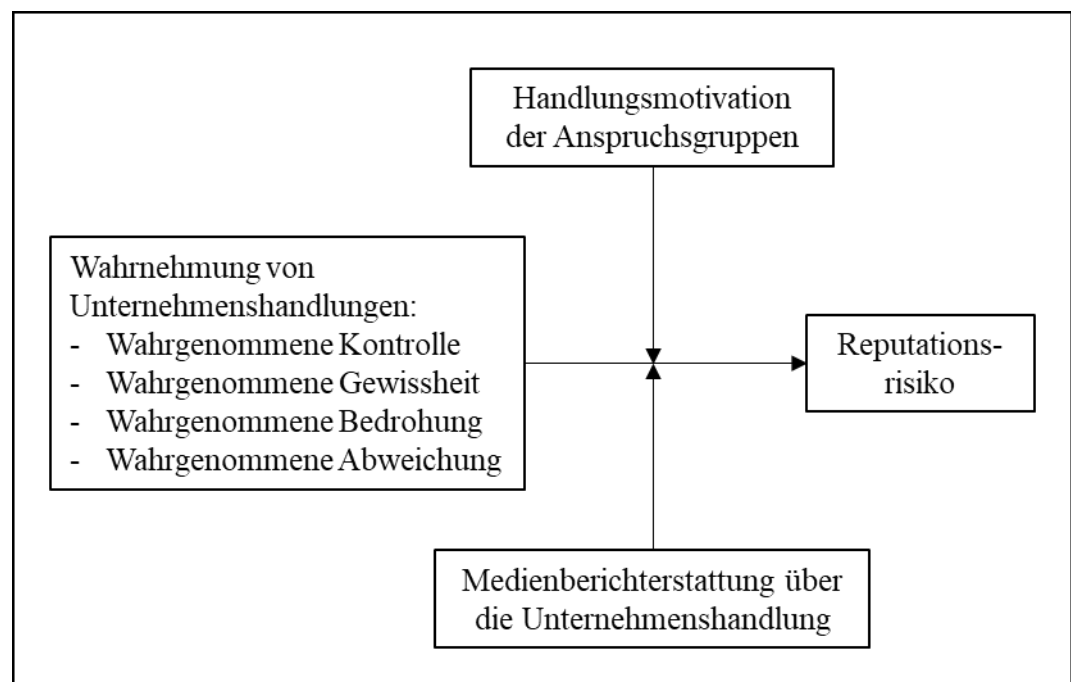 Handlungsmotivation
der Anspruchsgruppen
Wahrnehmung von
Unternehmenshandlungen:
- Wahrgenommene Kontrolle
- Wahrgenommene Gewissheit
- Wahrgenommene Bedrohung
- Wahrgenommene Abweichung
Reputations-
risiko
Medienberichterstattung über
die Unternehmenshandlung